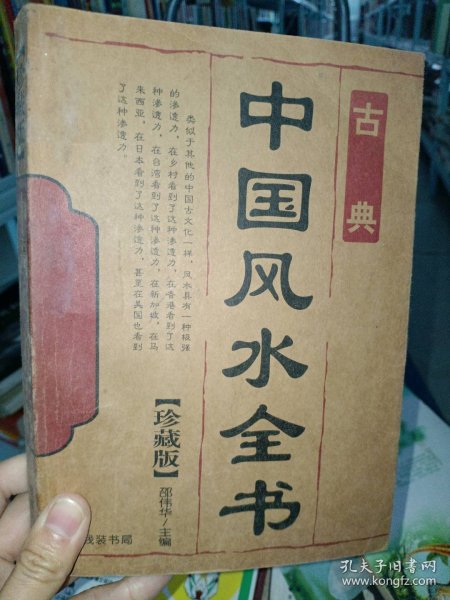 古典
中国风水全书
类似于其他的中国古文化一样，风水具有一种极强
的渗透力，在乡村看到了这种渗透力，在香港看到了这
种渗透力，在台湾看到了这种渗透力，在新加坡，在马
来西亚，在日本看到了这种渗透力，甚至在美国也看到
了这种渗透力。
【珍藏版】
邵伟华/主编
装书局
孔夫子旧书网
book.kongfz.com